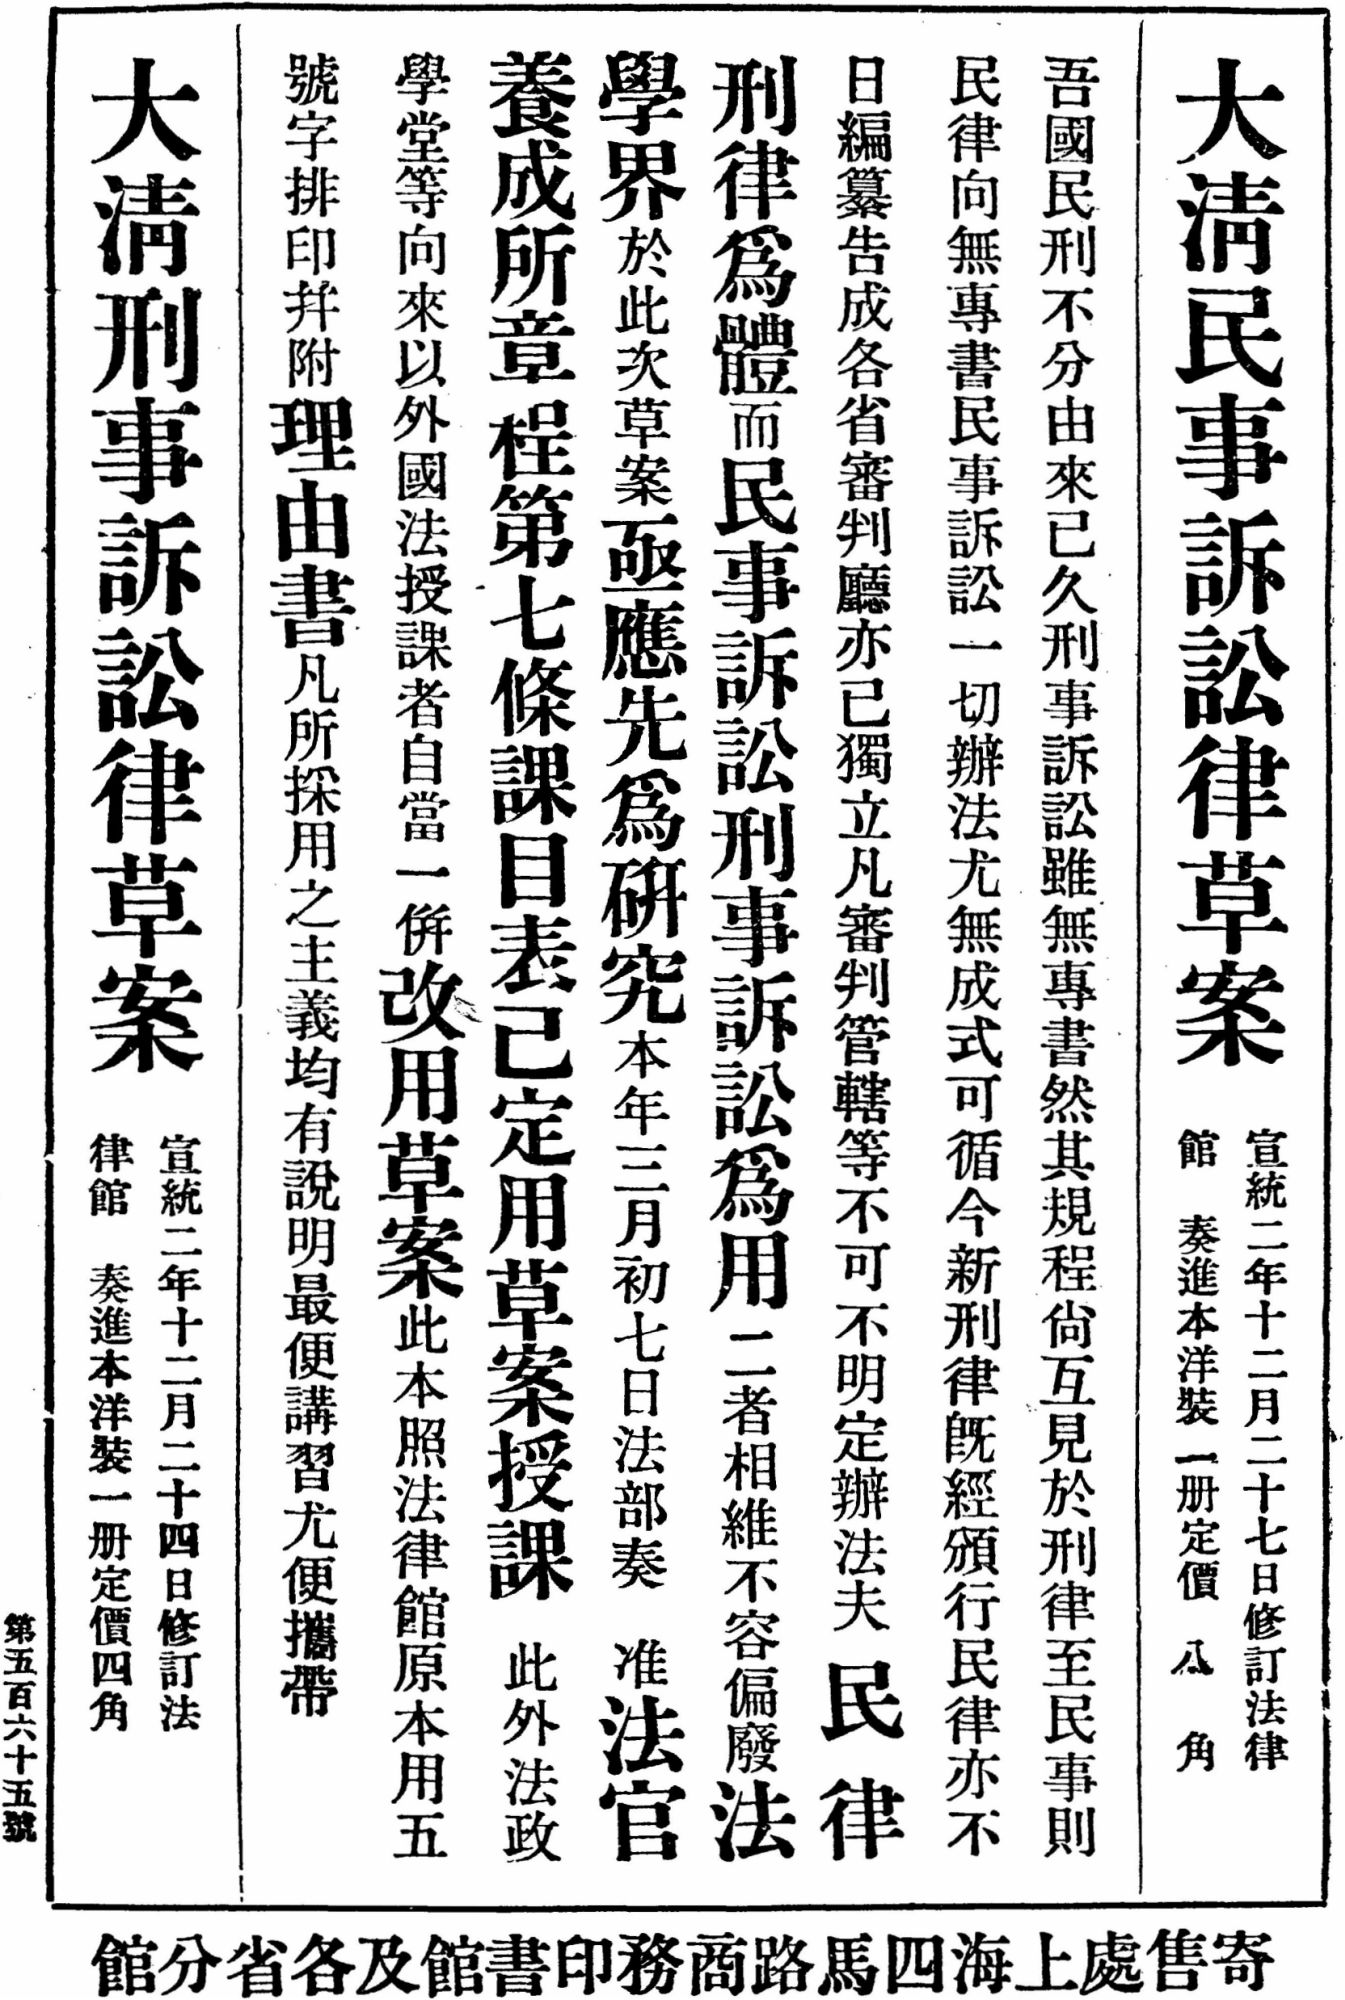 大淸民事訴訟律草案
宣統二年十二月二十七日修訂法律
館　奏進本洋裝一册定價　八　角
吾國民刑不分由來已久刑事訴訟雖無專書然其規程尙互見於刑律至民事則
民律向無專書民事訴訟一切辦法尤無成式可循今新刑律旣經頒行民律亦不
日編纂告成各省審判廳亦已獨立凡審判管轄等不可不明定辦法夫民律
刑律爲體而民事訴訟刑事訴訟爲用二者相維不容偏廢法
學界於此次草案亟應先爲硏究本年三月初七日法部奏　准法官
養成所章程第七條課目表已定用草案授課　此外法政
學堂等向來以外國法授課者自當一倂改用草案此本照法律館原本用五
號字排印幷附理由書凡所採用之主義均有說明最便講習尤便攜帶
大淸刑事訴訟律草案
宣統二年十二月二十四日修訂法
律館　奏進本洋裝一册定價四角
第五百六十五號
寄售處上海四馬路商務印書館及各省分館